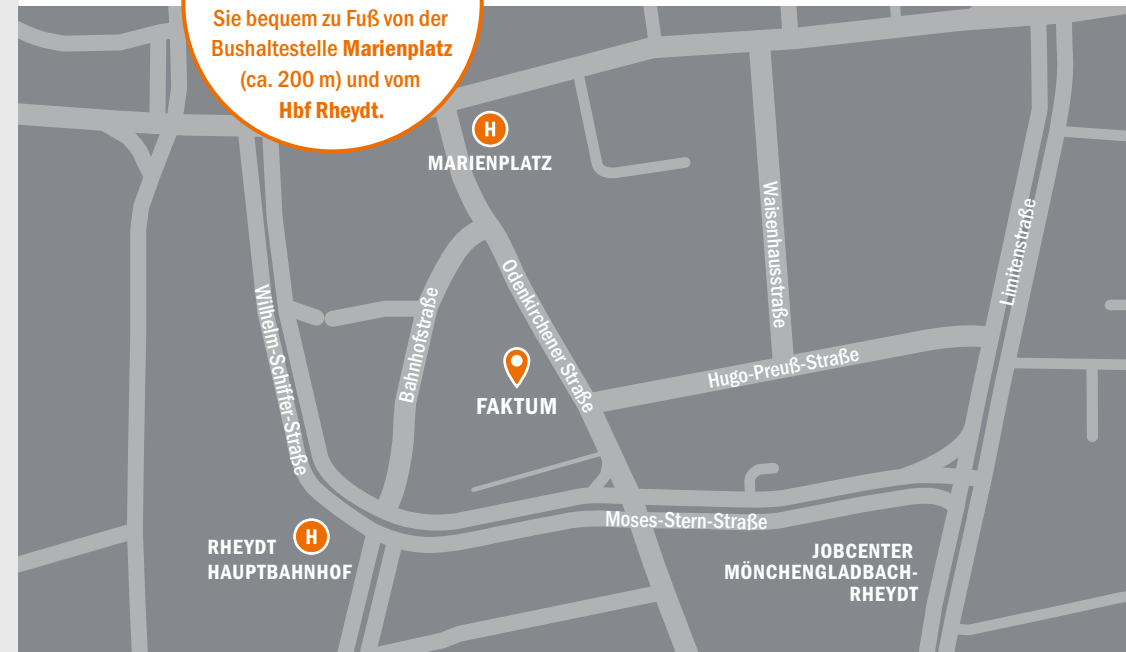 Sie bequem zu Fuß von der
Bushaltestelle Marienplatz
(ca. 200 m) und vom
Hbf Rheydt.
H
MARIENPLATZ
Waisenhausstraße
Limitenstraße
Odenkirchener Straße
Wilhelm-Schiffer-Straße
Bahnhofstraße
Hugo-Preuß-Straße
FAKTUM
Moses-Stern-Straße
H
RHEYDT
HAUPTBAHNHOF
JOBCENTER
MÖNCHENGLADBACH-
RHEYDT